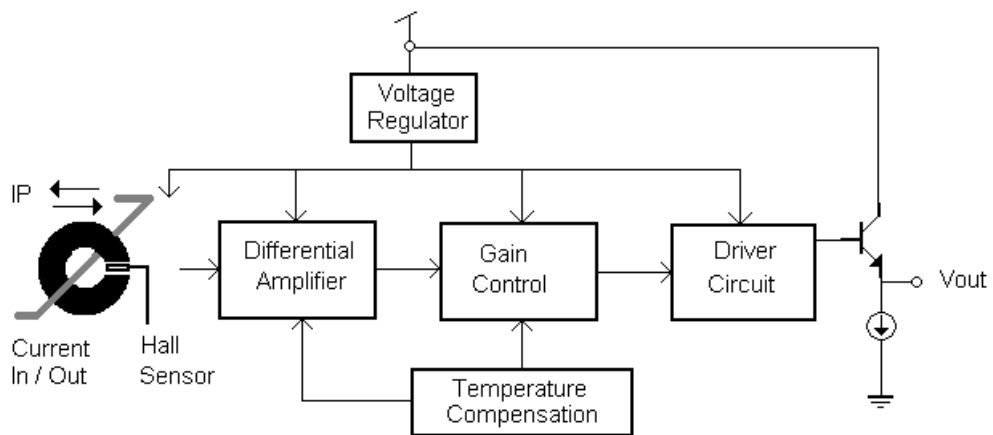 Voltage
Regulator
IP
Differential
Amplifier
Gain
Control
Driver
Circuit
Vout
Current
In / Out
Hall
Sensor
Temperature
Compensation